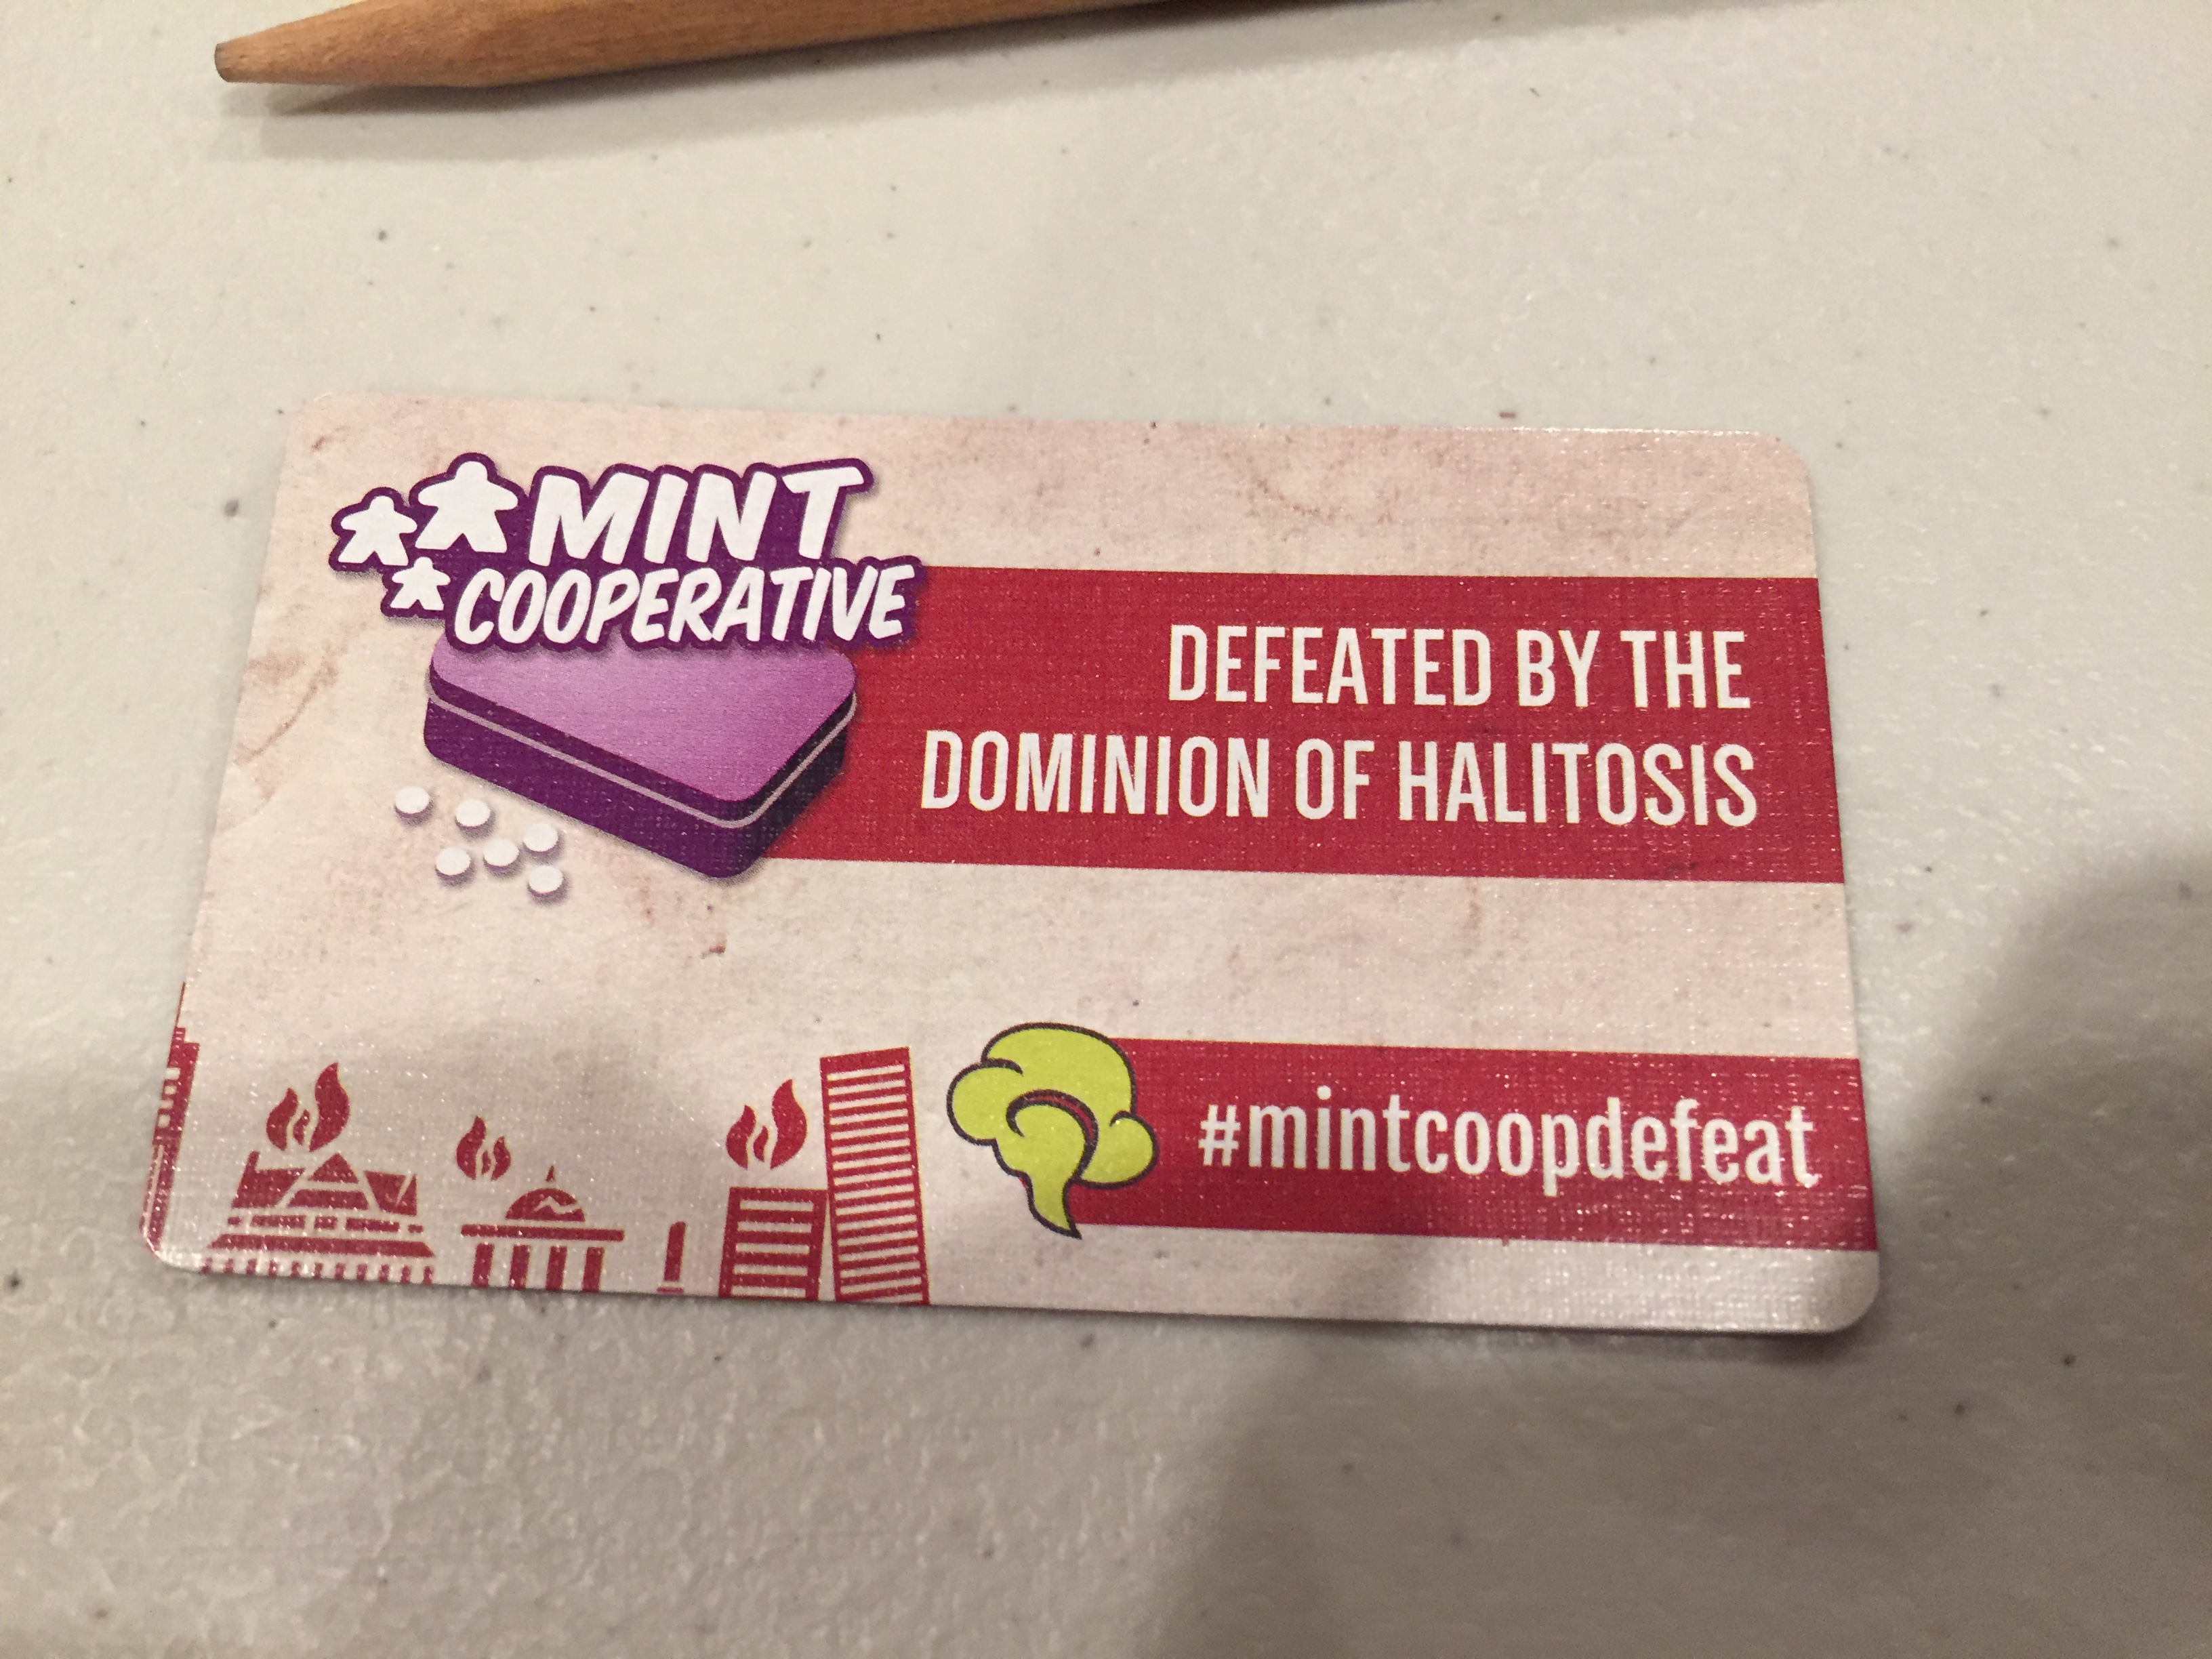 MINT
COOPERATIVE
DEFEATED BY THE
DOMINION OF HALITOSIS
#mintcoopdefeat